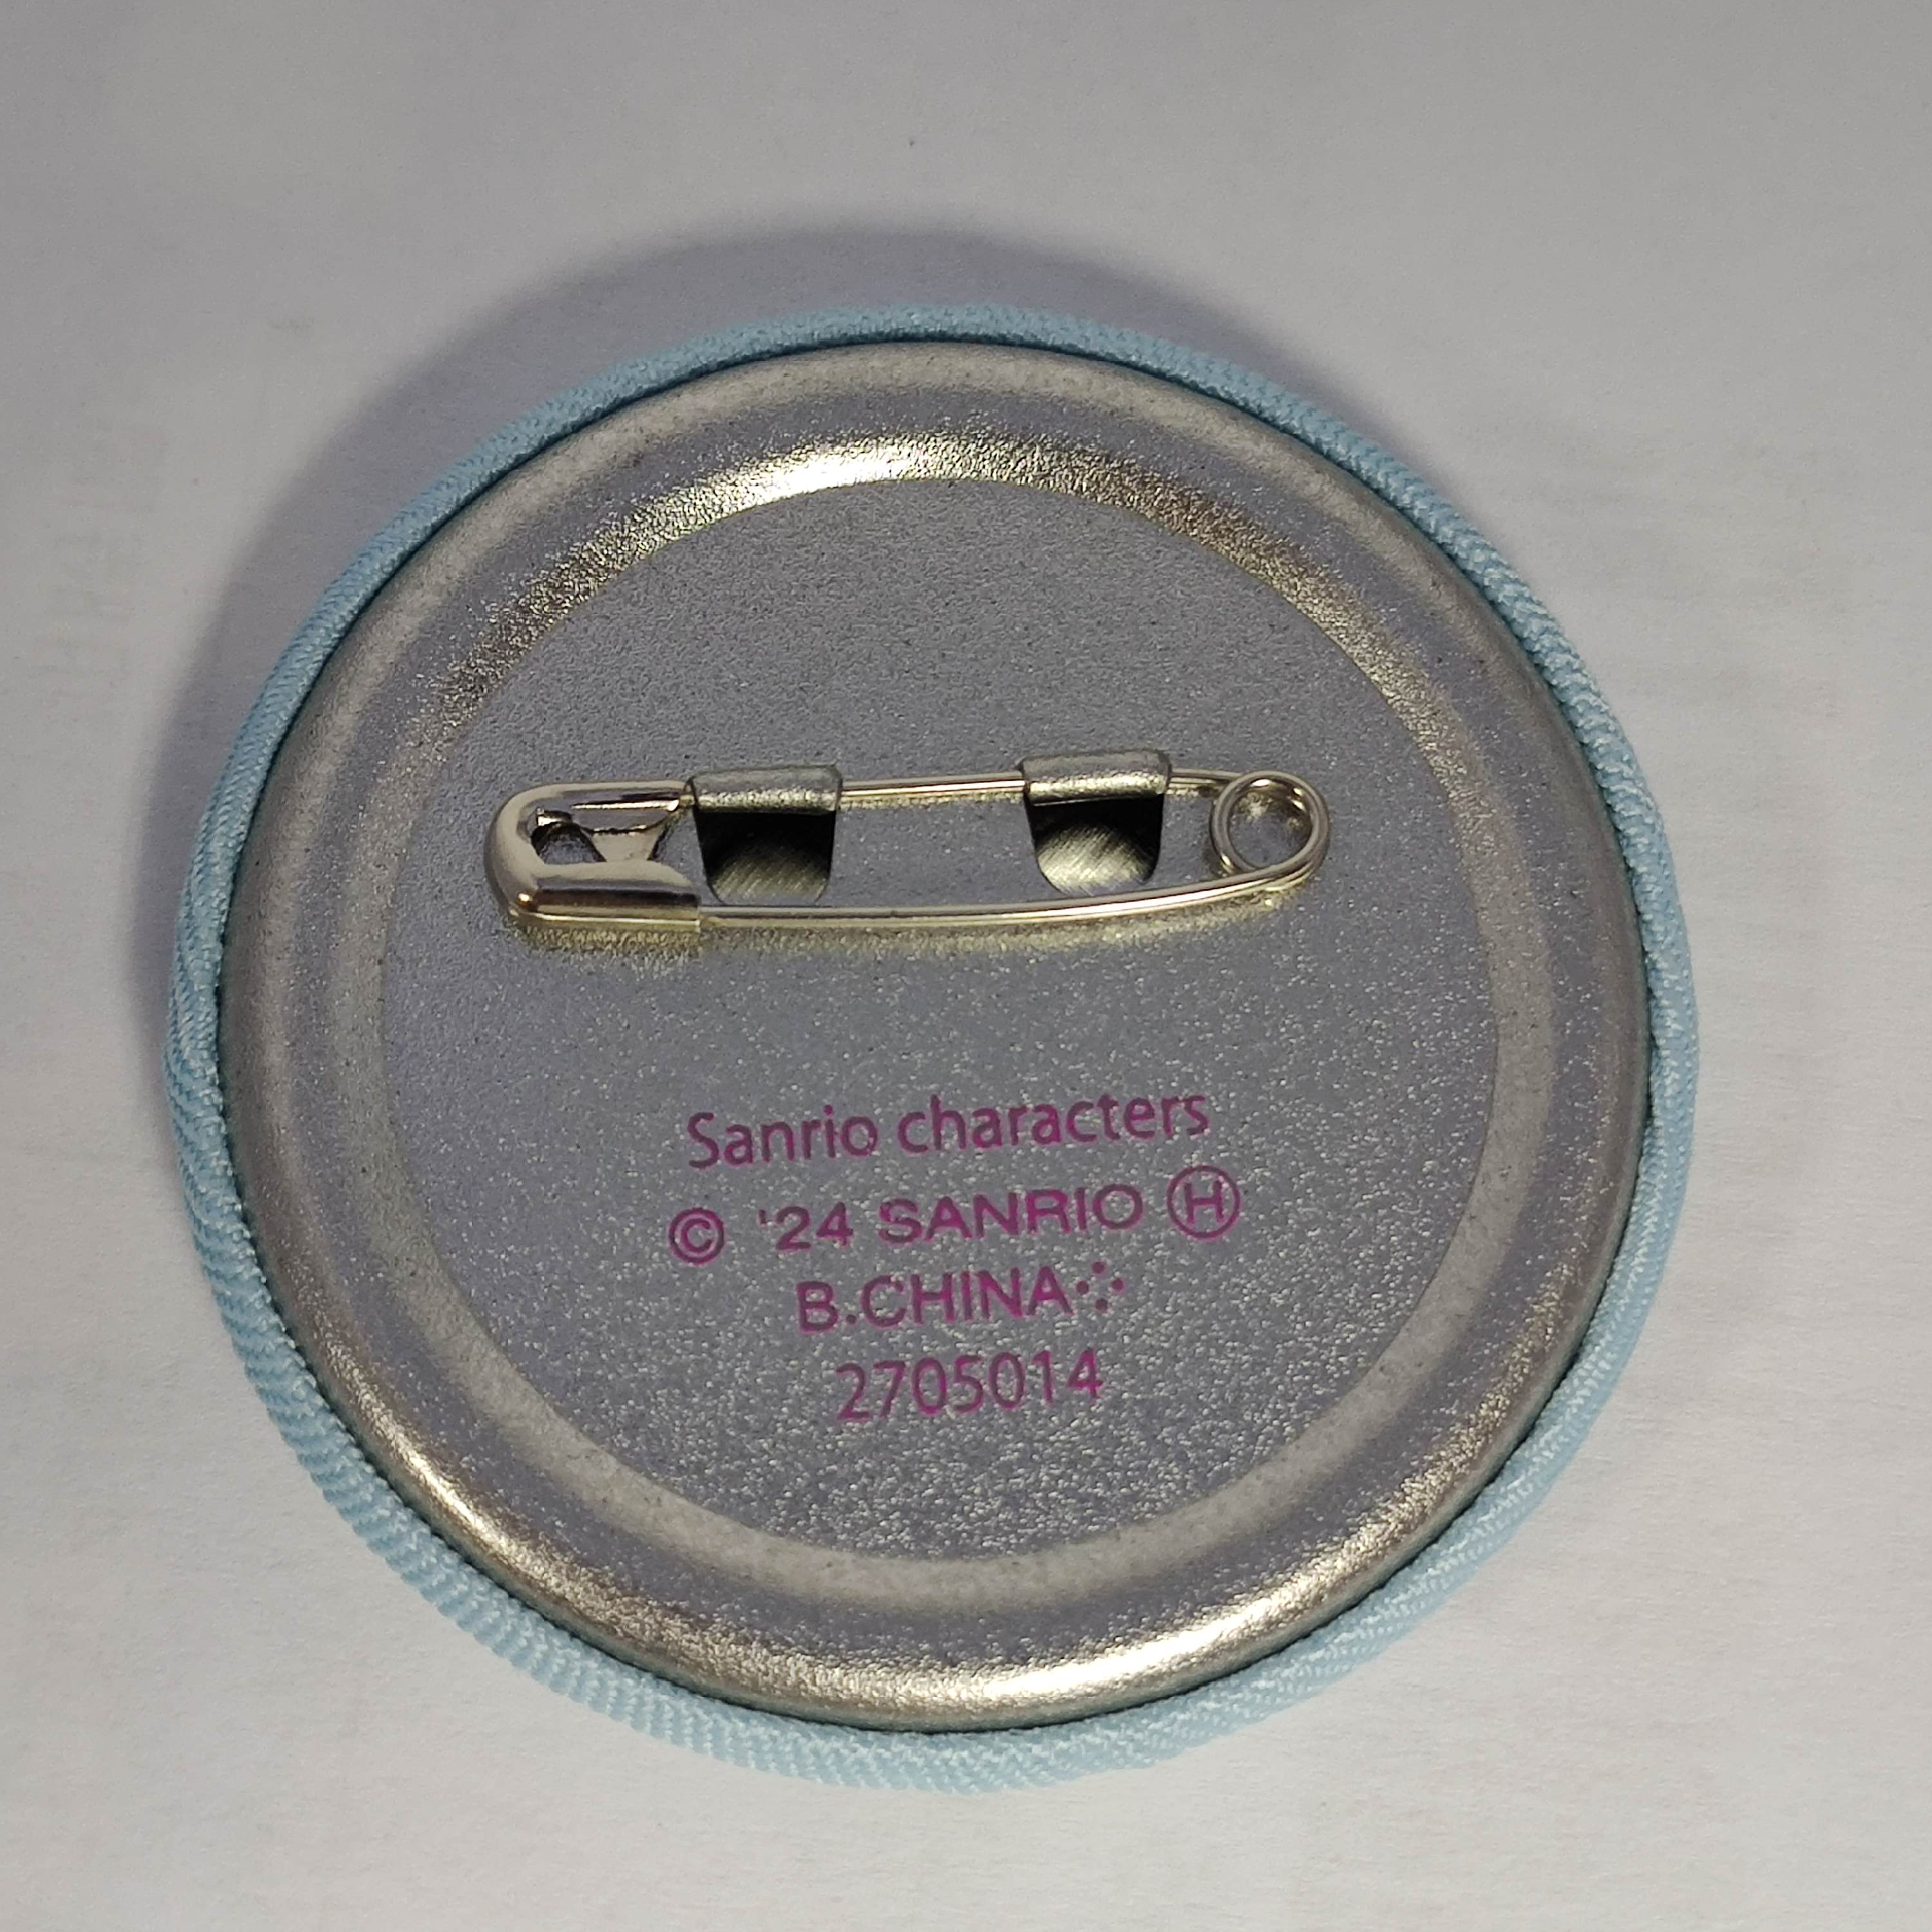 Sanrio characters
© '24 SANRIO Ⓗ
B.CHINA⁘
2705014